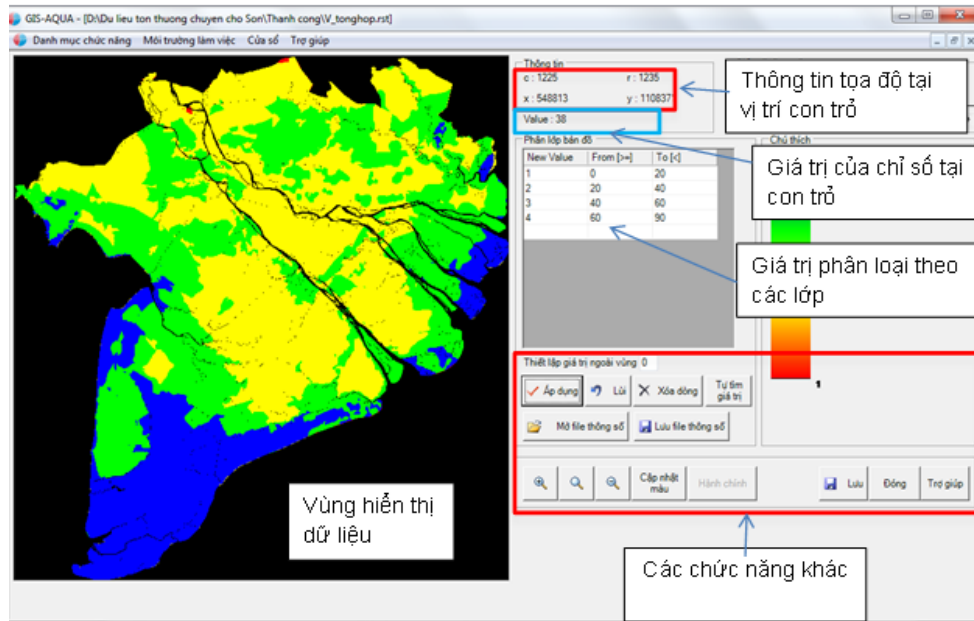 GIS-AQUA - [D:\Du lieu ton thuong chuyen cho Son\Thanh cong\V_tonghop.rst]
Danh mục chức năng Môi trường làm việc Cửa sổ Trợ giúp
Thông tin
c : 1225 r : 1235
x : 548813 y : 110837
Value : 38
Thông tin tọa độ tại
vị trí con trỏ
Phân lớp bản đồ
Chú thích
New Value From [>=] To [<]
1 0 20
2 20 40
3 40 60
4 60 90
Giá trị của chỉ số tại
con trỏ
Giá trị phân loại theo
các lớp
Thiết lập giá trị ngoài vùng 0
1
Áp dụng Lùi Xóa dòng Tự tìm
giá trị
Mở file thông số Lưu file thông số
Cập nhật
màu
Hành chính Lưu Đóng Trợ giúp
Vùng hiển thị
dữ liệu
Các chức năng khác